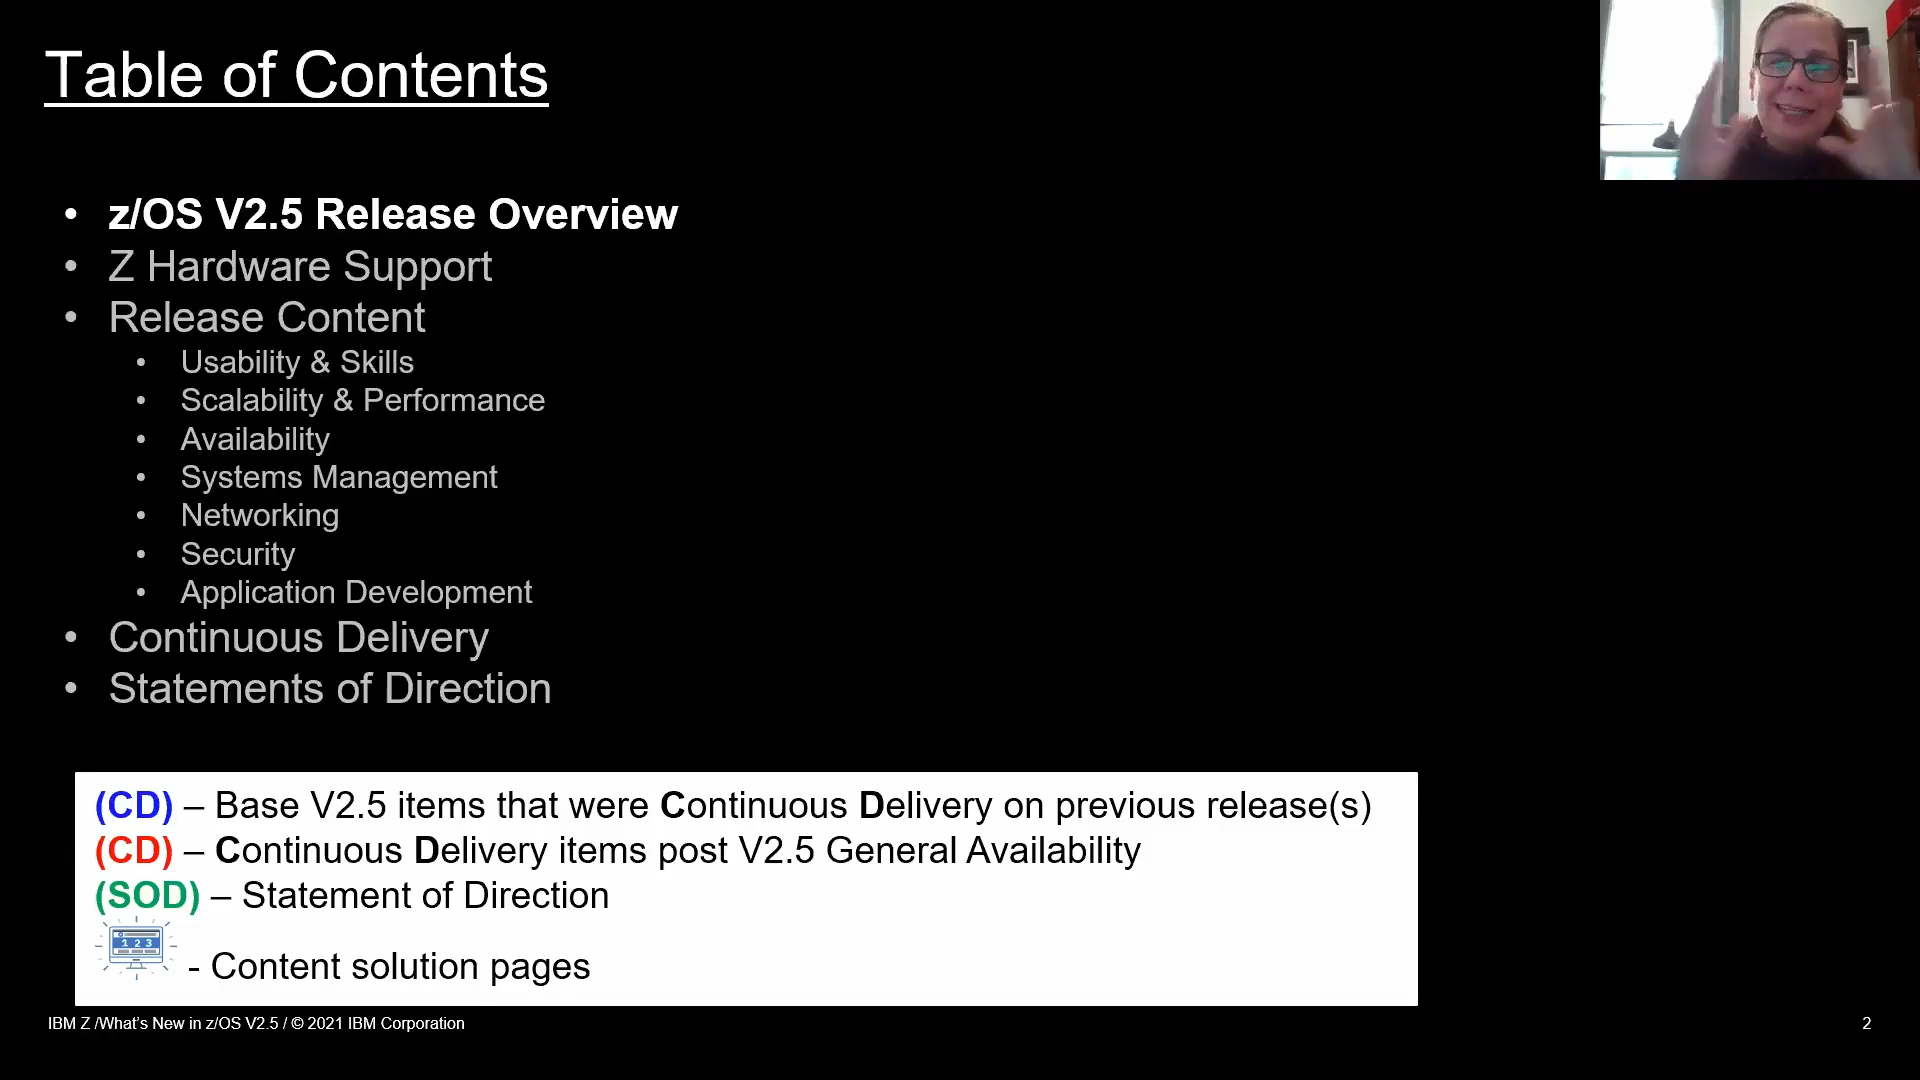 Table of Contents
• z/OS V2.5 Release Overview
• Z Hardware Support
• Release Content
• Usability & Skills
• Scalability & Performance
• Availability
• Systems Management
• Networking
• Security
• Application Development
• Continuous Delivery
• Statements of Direction
(CD) – Base V2.5 items that were Continuous Delivery on previous release(s)
(CD) – Continuous Delivery items post V2.5 General Availability
(SOD) – Statement of Direction
1 2 3
- Content solution pages
IBM Z /What's New in z/OS V2.5 / © 2021 IBM Corporation
2